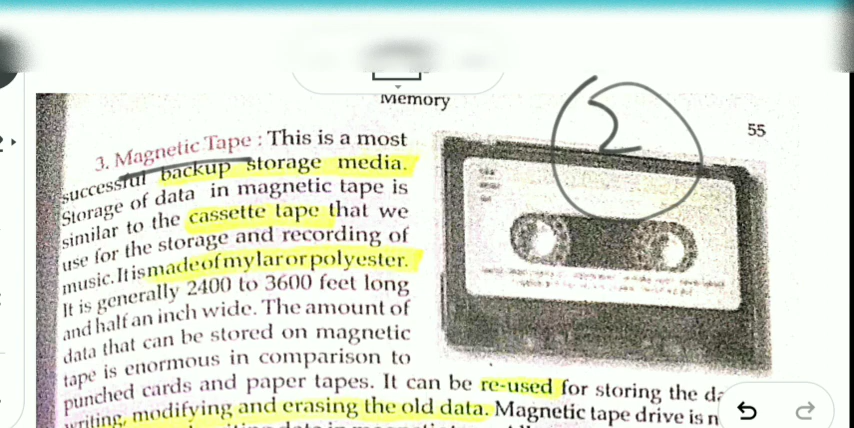 Memory
55
2
3. Magnetic Tape : This is a most
successful backup storage media.
Storage of data in magnetic tape is
similar to the cassette tape that we
use for the storage and recording of
music. It is made of mylar or polyester.
It is generally 2400 to 3600 feet long
and half an inch wide. The amount of
data that can be stored on magnetic
tape is enormous in comparison to
punched cards and paper tapes. It can be re-used for storing the
writing, modifying and erasing the old data. Magnetic tape drive is